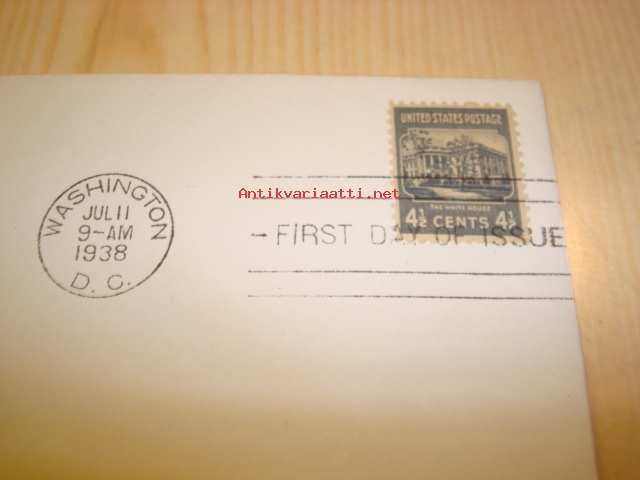 UNITED STATES POSTAGE
THE WHITE HOUSE
4½ CENTS 4½
WASHINGTON
JUL 11
9-AM
1938
D. C.
- FIRST DAY OF ISSUE
Antikvariaatti.net